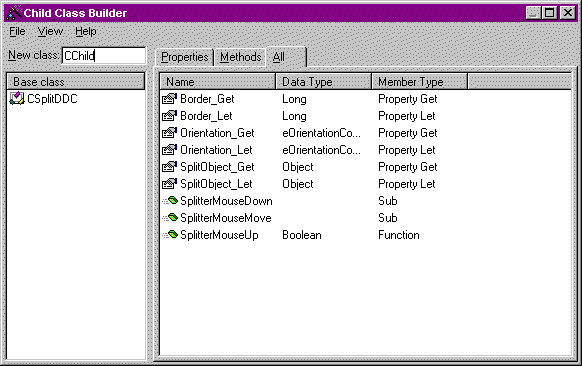 Child Class Builder
File View Help
New class: CChild
Properties Methods All
Base class
CSplitDDC
Name Data Type Member Type
Border_Get Long Property Get
Border_Let Long Property Let
Orientation_Get eOrientationCo... Property Get
Orientation_Let eOrientationCo... Property Let
SplitObject_Get Object Property Get
SplitObject_Let Object Property Let
SplitterMouseDown Sub
SplitterMouseMove Sub
SplitterMouseUp Boolean Function